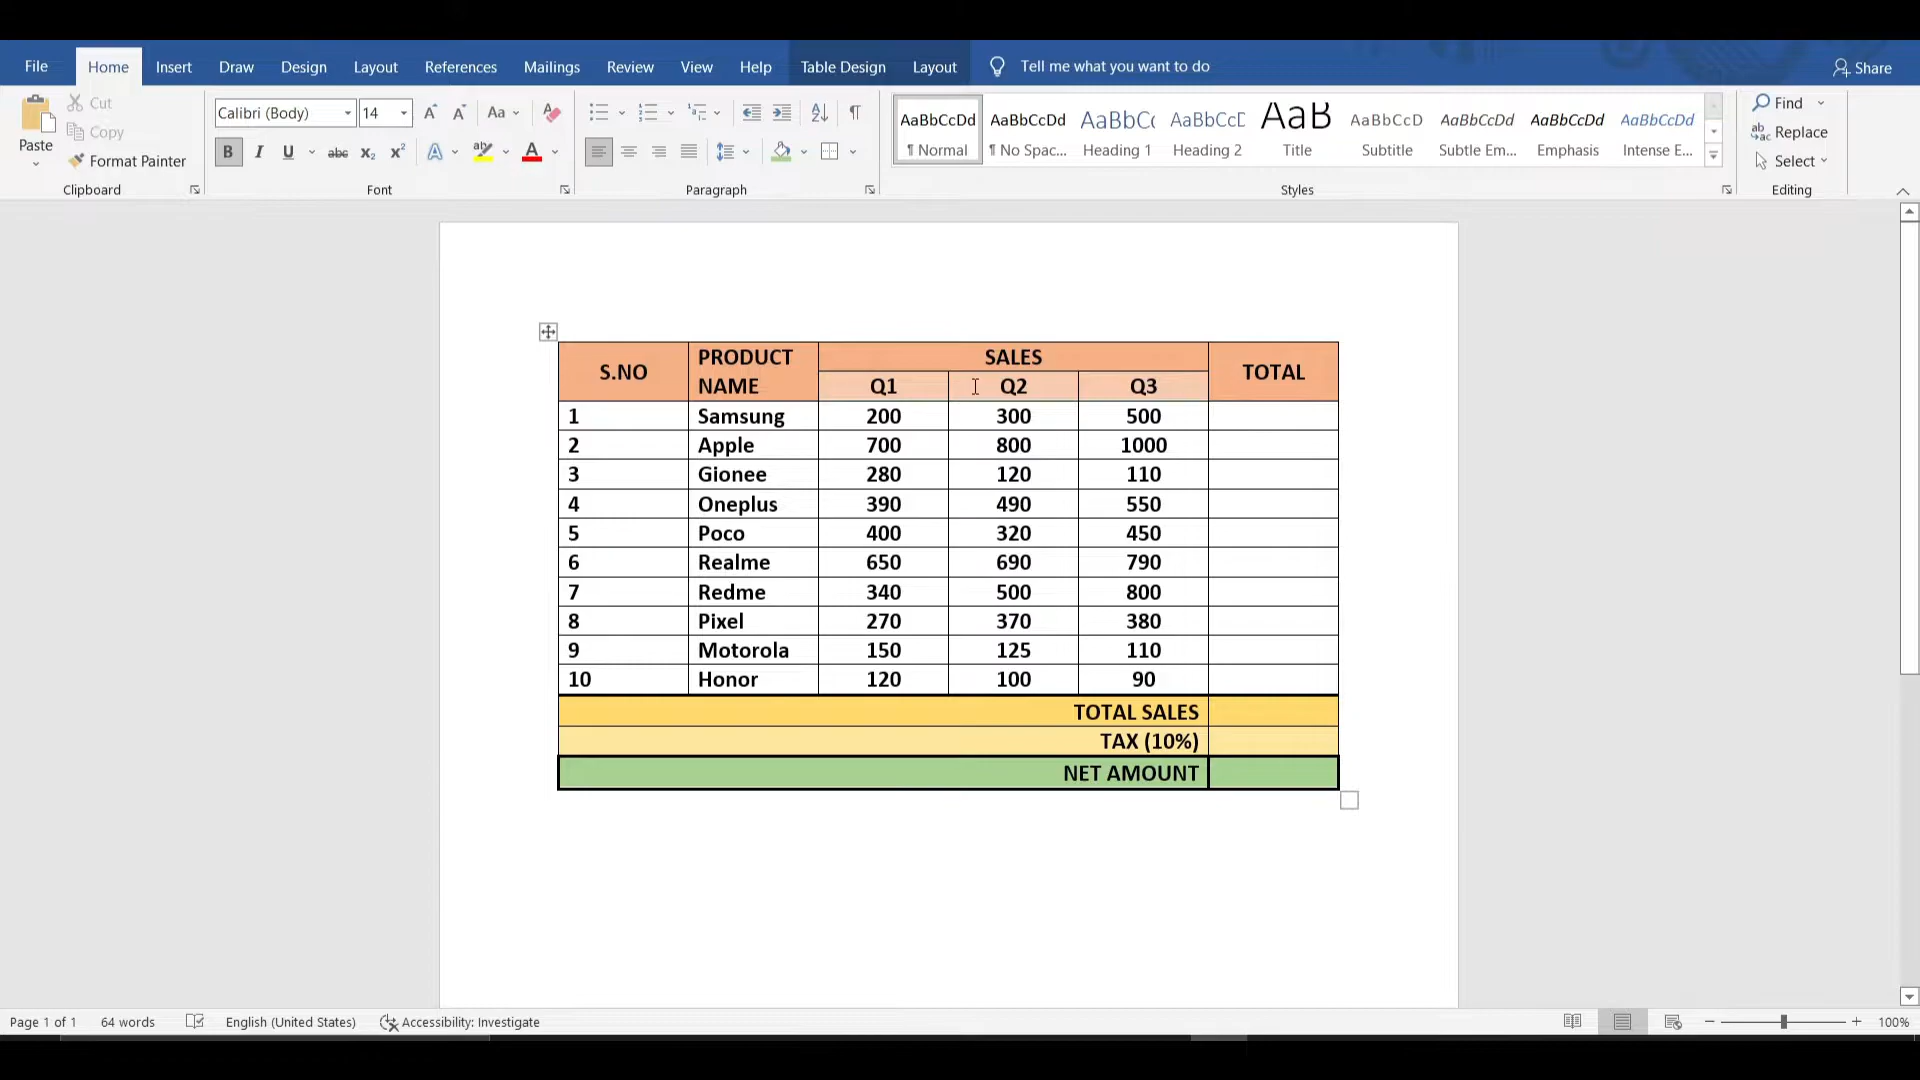 File Home Insert Draw Design Layout References Mailings Review View Help Table Design Layout Tell me what you want to do Share
Paste Cut Copy Format Painter
Clipboard
Calibri (Body) 14 Aa
B I U abc x₂ x² A ab A
Font
Paragraph
AaBbCcDd AaBbCcDd AaBbC( AaBbCcE AaB AaBbCcD AaBbCcDd AaBbCcDd AaBbCcDd
¶ Normal ¶ No Spac... Heading 1 Heading 2 Title Subtitle Subtle Em... Emphasis Intense E...
Styles
Find
Replace
Select
Editing
S.NO PRODUCT NAME SALES TOTAL
Q1 Q2 Q3
1 Samsung 200 300 500
2 Apple 700 800 1000
3 Gionee 280 120 110
4 Oneplus 390 490 550
5 Poco 400 320 450
6 Realme 650 690 790
7 Redme 340 500 800
8 Pixel 270 370 380
9 Motorola 150 125 110
10 Honor 120 100 90
TOTAL SALES
TAX (10%)
NET AMOUNT
Page 1 of 1 64 words English (United States) Accessibility: Investigate 100%